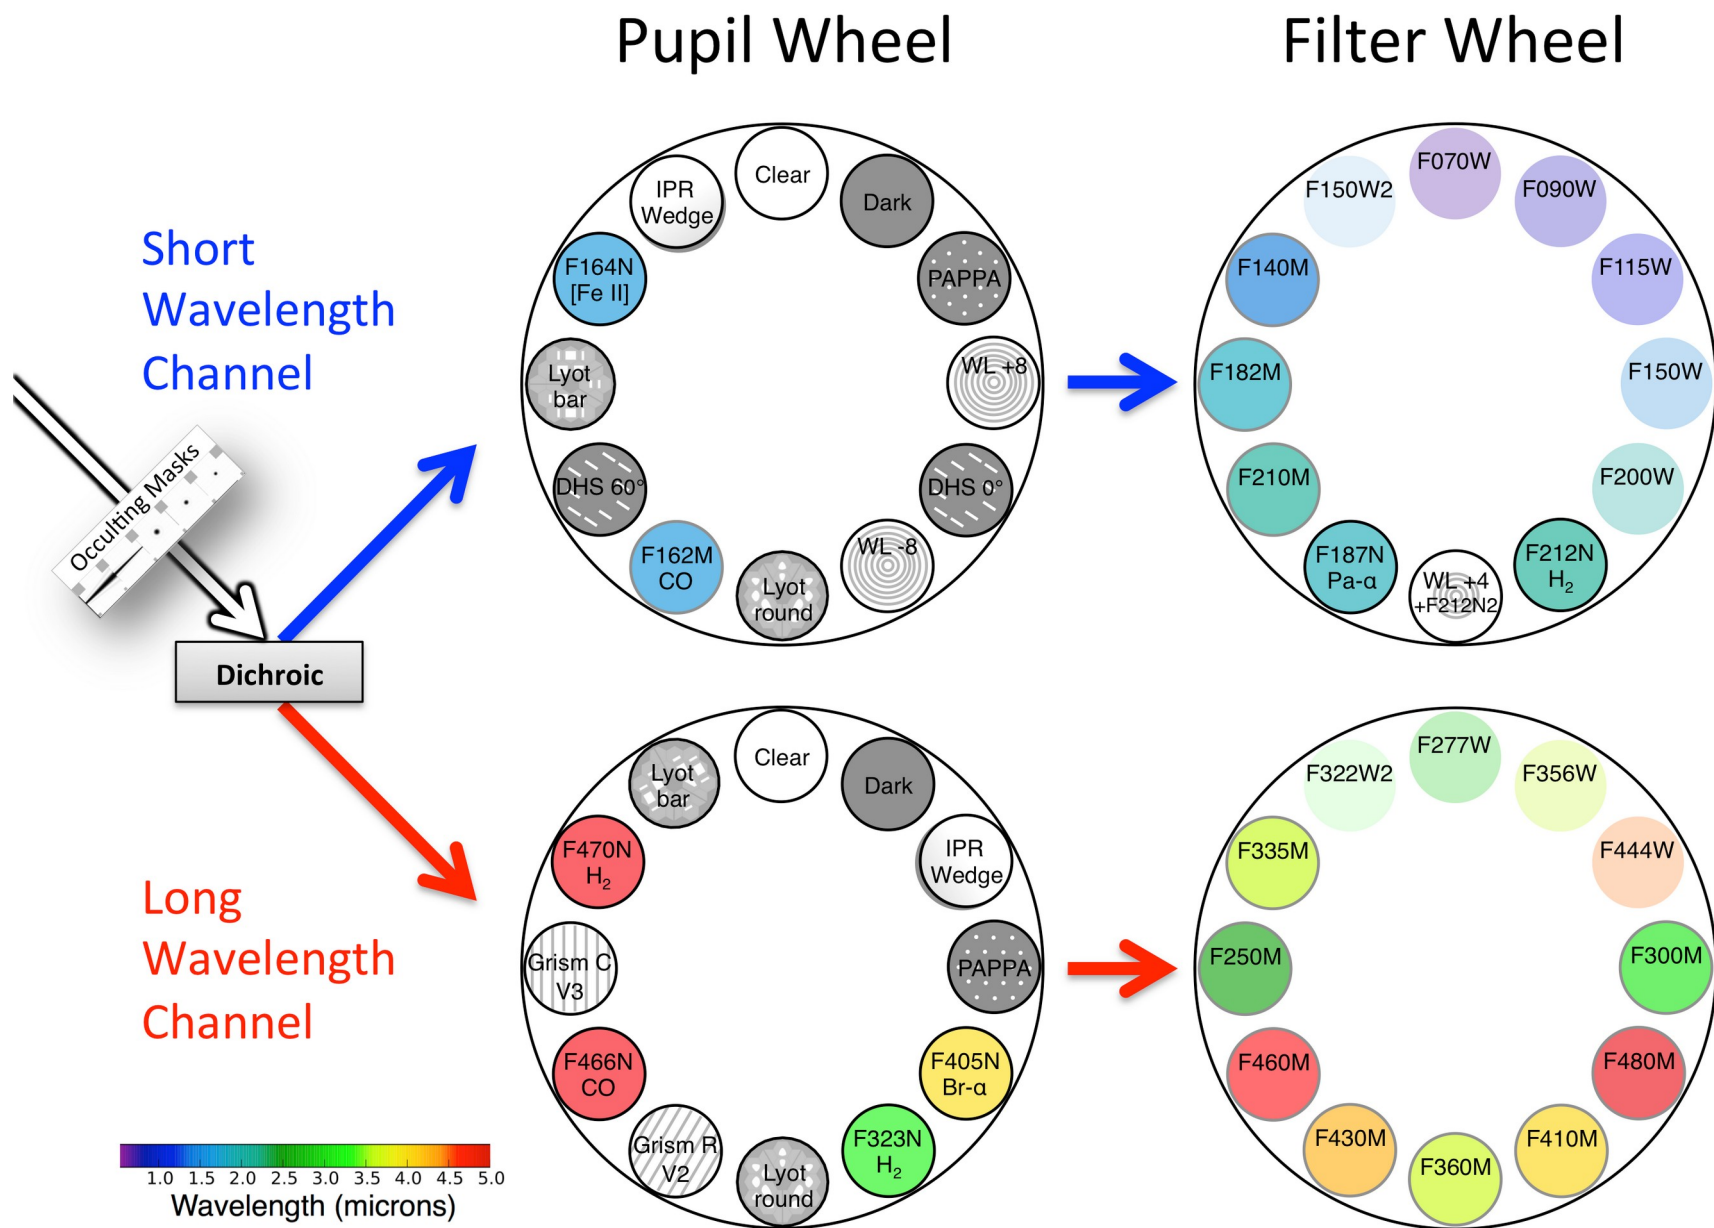 Pupil Wheel
Filter Wheel
Short
Wavelength
Channel
Occulting Masks
Dichroic
Long
Wavelength
Channel
Clear
Dark
PAPPA
WL +8
DHS 0°
WL -8
Lyot
round
F162M
CO
DHS 60°
Lyot
bar
F164N
[Fe II]
IPR
Wedge
F070W
F090W
F115W
F150W
F200W
F212N
H₂
WL +4
+F212N2
F187N
Pa-α
F210M
F182M
F140M
F150W2
Clear
Dark
IPR
Wedge
PAPPA
F405N
Br-α
F323N
H₂
Lyot
round
Grism R
V2
F466N
CO
Grism C
V3
F470N
H₂
Lyot
bar
F277W
F356W
F444W
F300M
F480M
F410M
F360M
F430M
F460M
F250M
F335M
F322W2
1.0 1.5 2.0 2.5 3.0 3.5 4.0 4.5 5.0
Wavelength (microns)